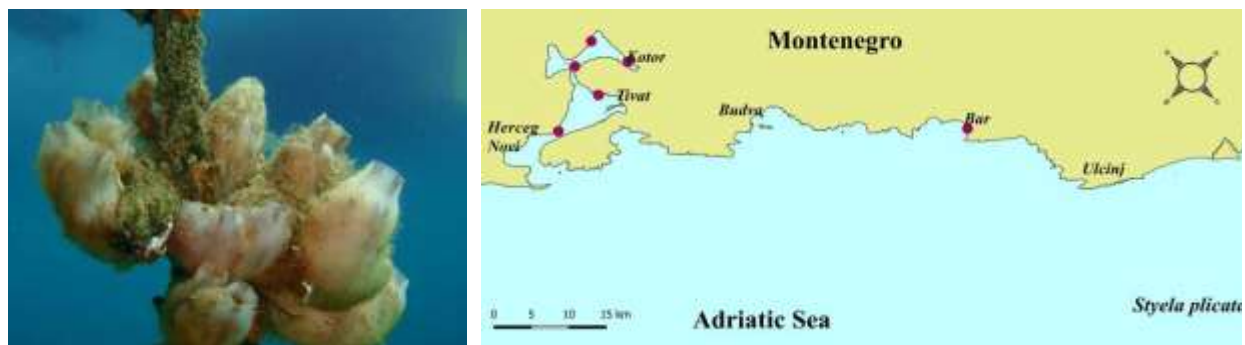 Montenegro
Kotor
Tivat
Herceg
Novi
Budva
Bar
Ulcinj
0 5 10 15 km
Adriatic Sea
Styela plicata